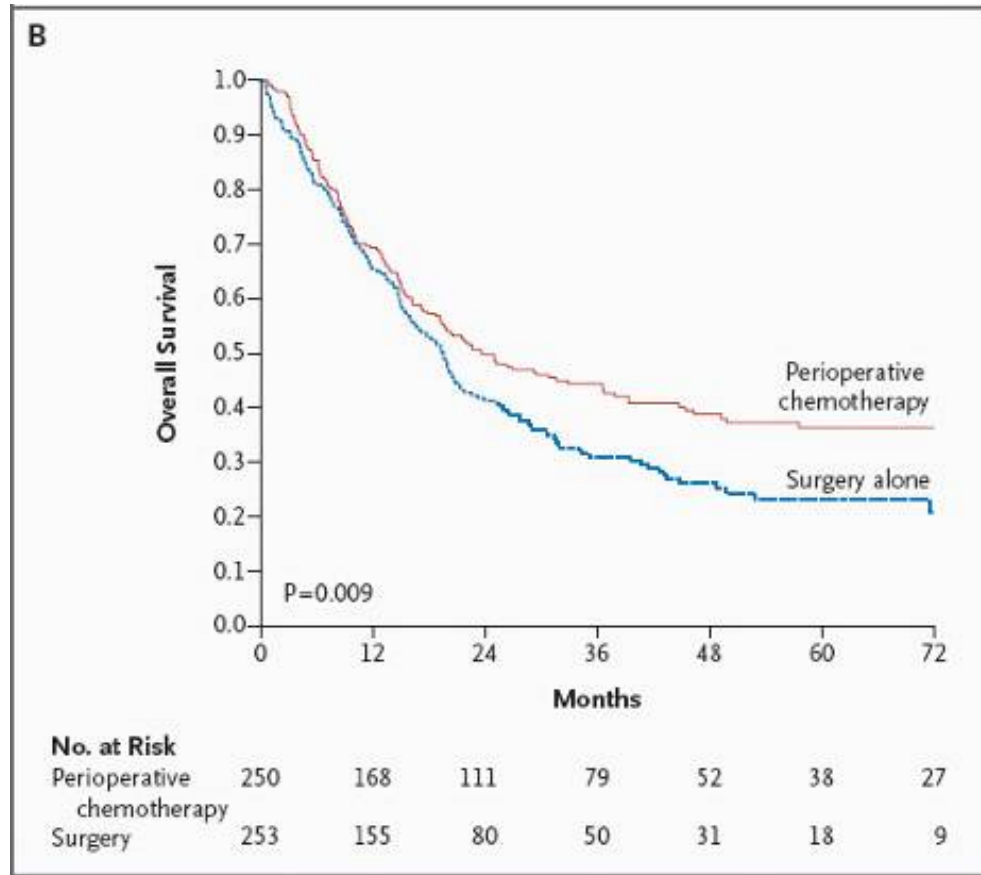 B
1.0
0.9
0.8
0.7
0.6
0.5
0.4
0.3
0.2
0.1
0.0
Overall Survival
Perioperative
chemotherapy
Surgery alone
P=0.009
0 12 24 36 48 60 72
Months
No. at Risk
Perioperative 250 168 111 79 52 38 27
chemotherapy
Surgery 253 155 80 50 31 18 9